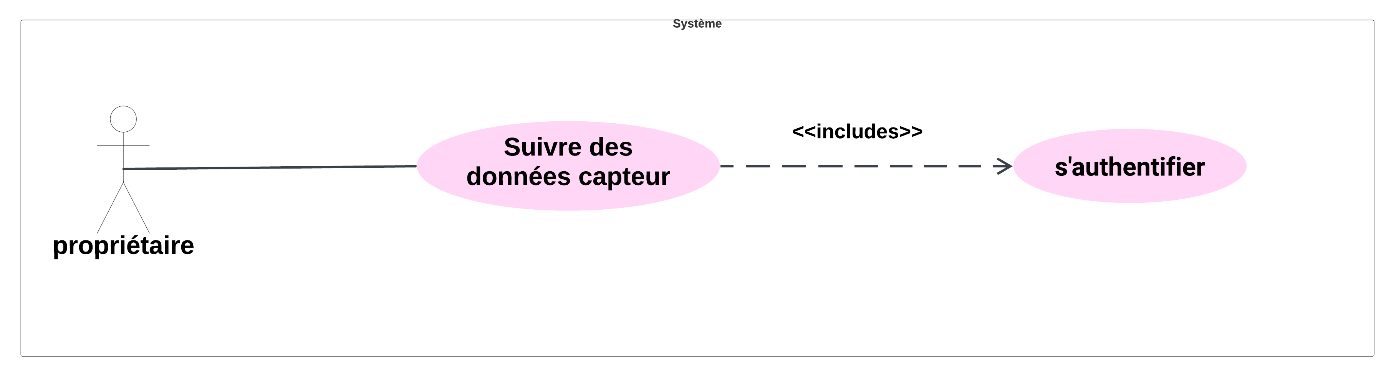 Système
<<includes>>
Suivre des
données capteur
s'authentifier
propriétaire